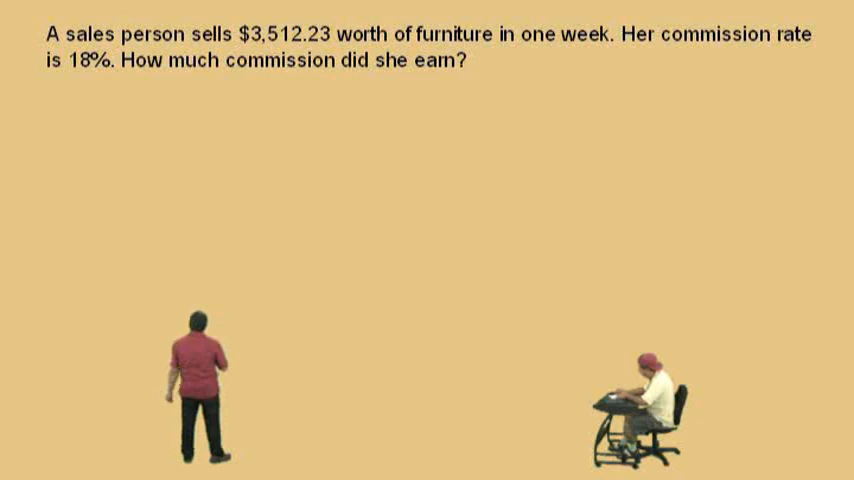 A sales person sells $3,512.23 worth of furniture in one week. Her commission rate
is 18%. How much commission did she earn?